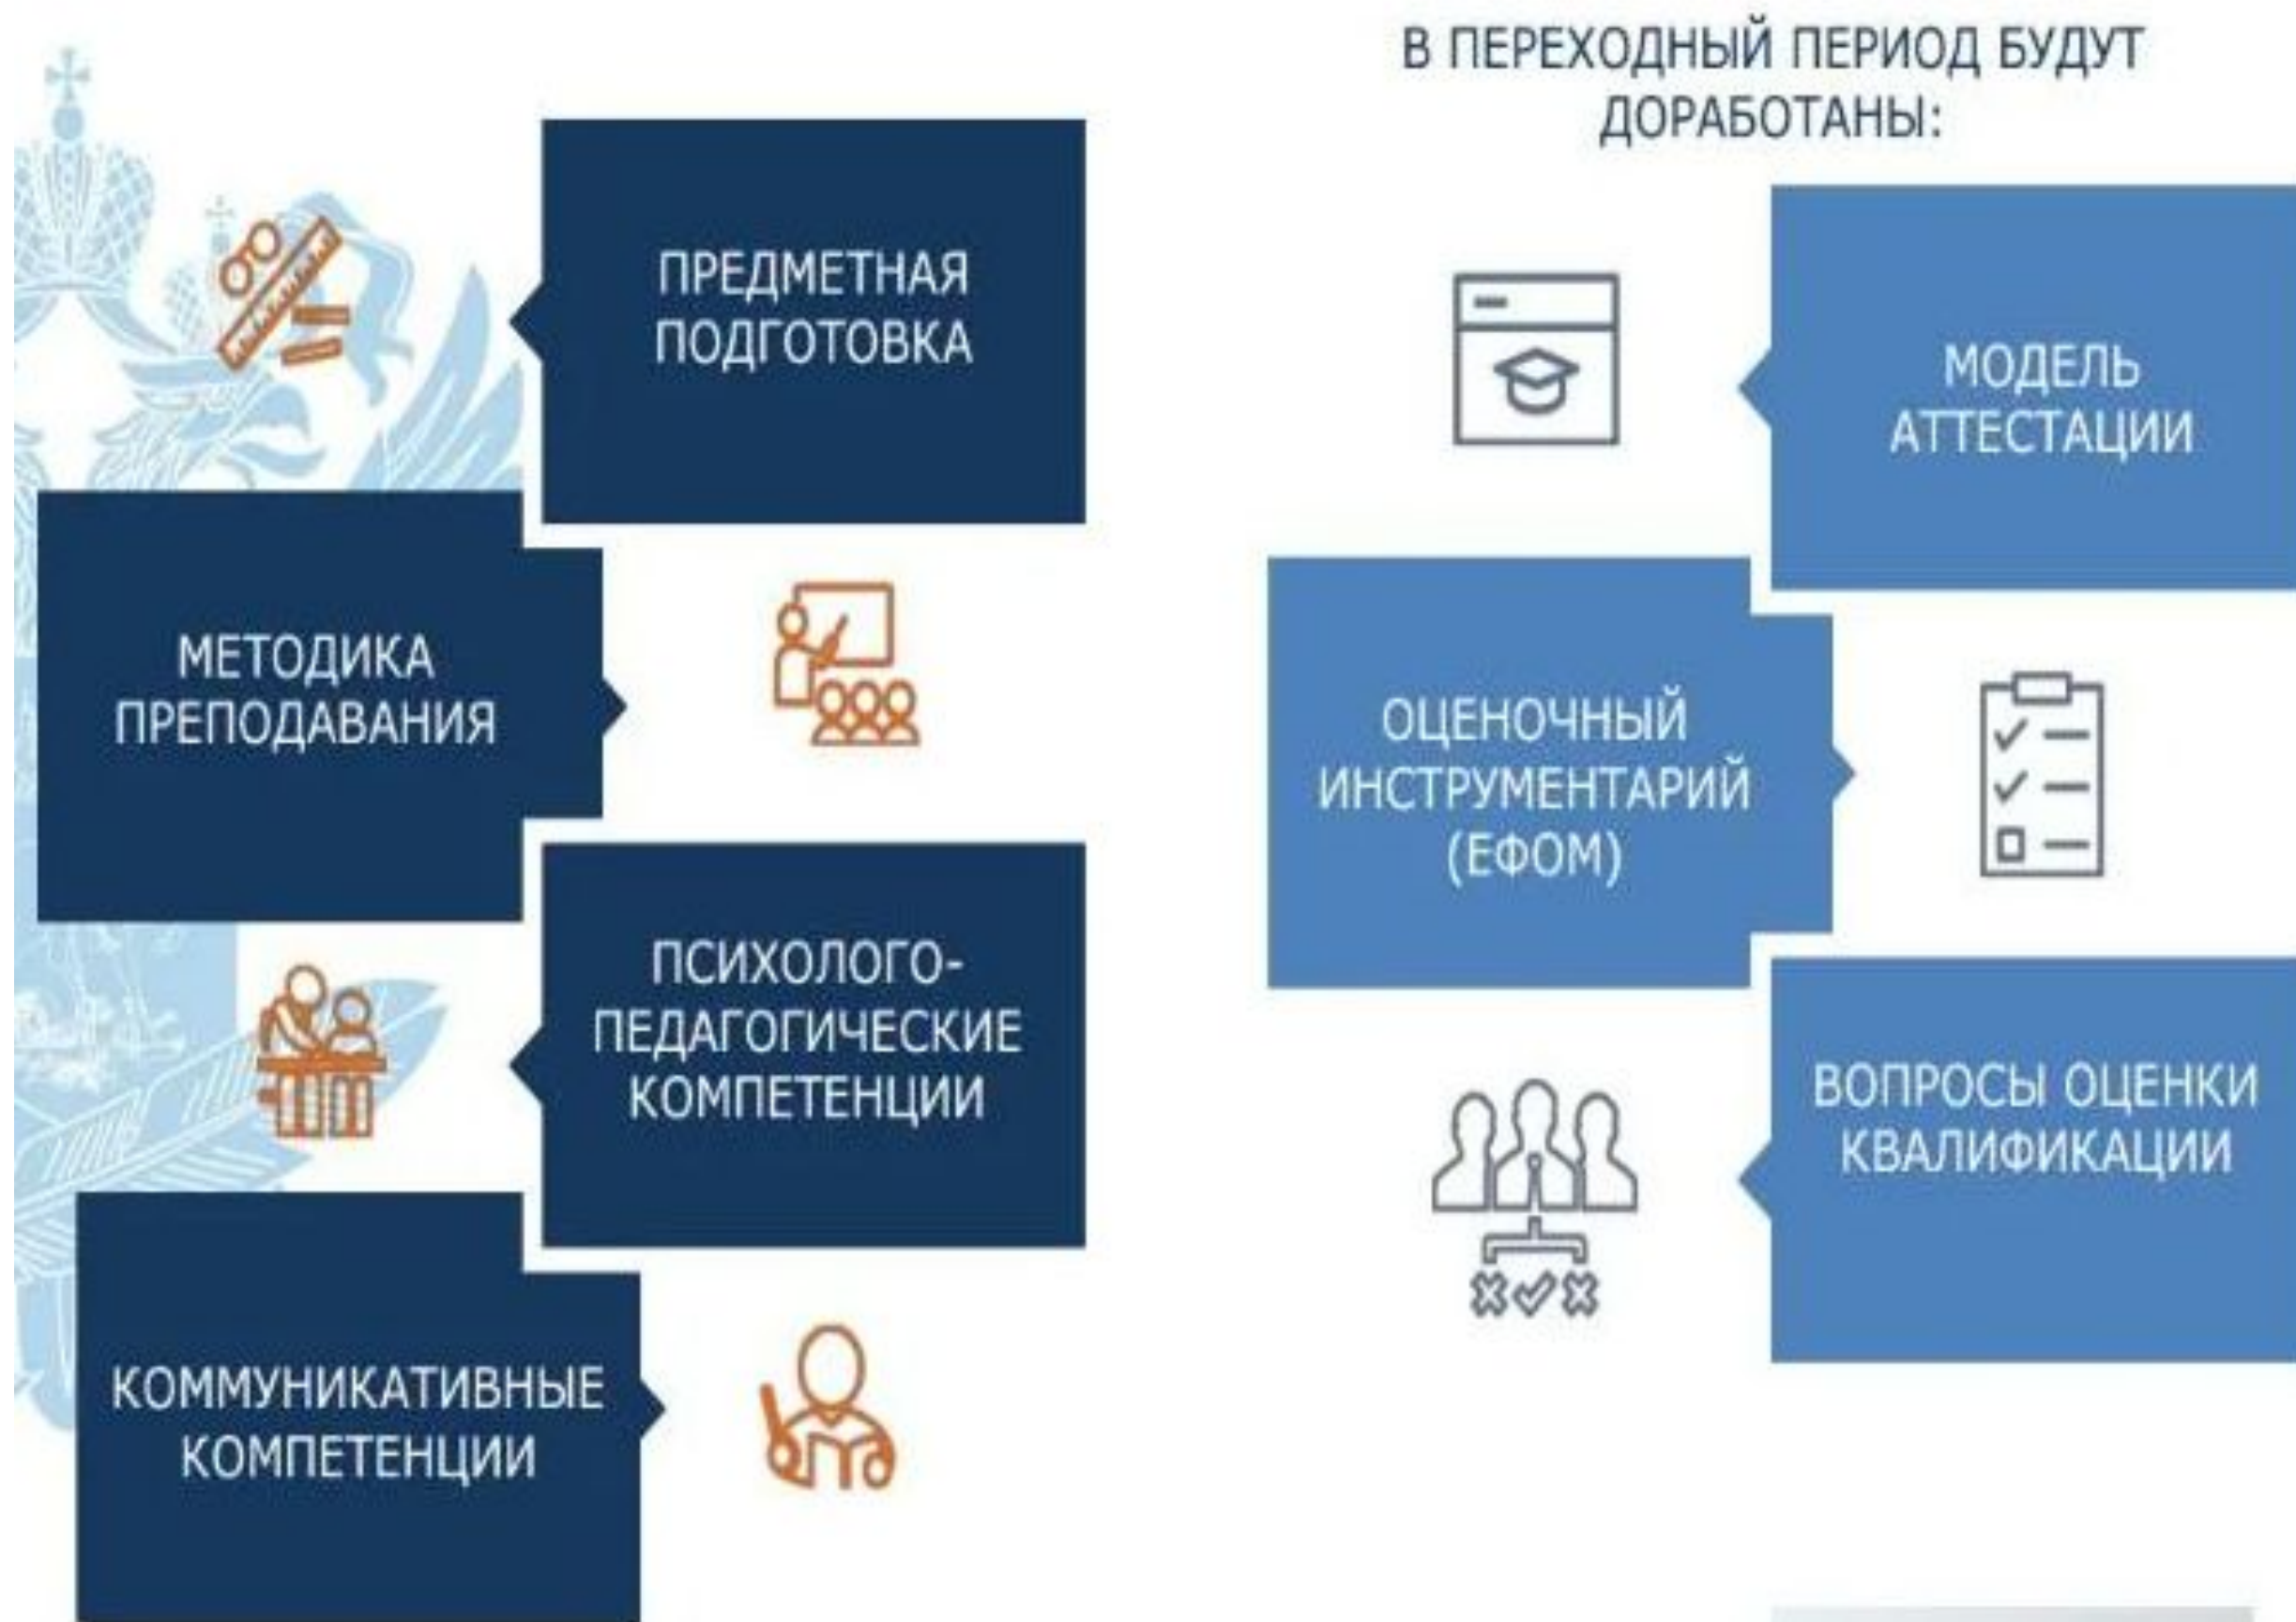 ПРЕДМЕТНАЯ
ПОДГОТОВКА
МЕТОДИКА
ПРЕПОДАВАНИЯ
ПСИХОЛОГО-
ПЕДАГОГИЧЕСКИЕ
КОМПЕТЕНЦИИ
КОММУНИКАТИВНЫЕ
КОМПЕТЕНЦИИ
В ПЕРЕХОДНЫЙ ПЕРИОД БУДУТ
ДОРАБОТАНЫ:
МОДЕЛЬ
АТТЕСТАЦИИ
ОЦЕНОЧНЫЙ
ИНСТРУМЕНТАРИЙ
(ЕФОМ)
ВОПРОСЫ ОЦЕНКИ
КВАЛИФИКАЦИИ